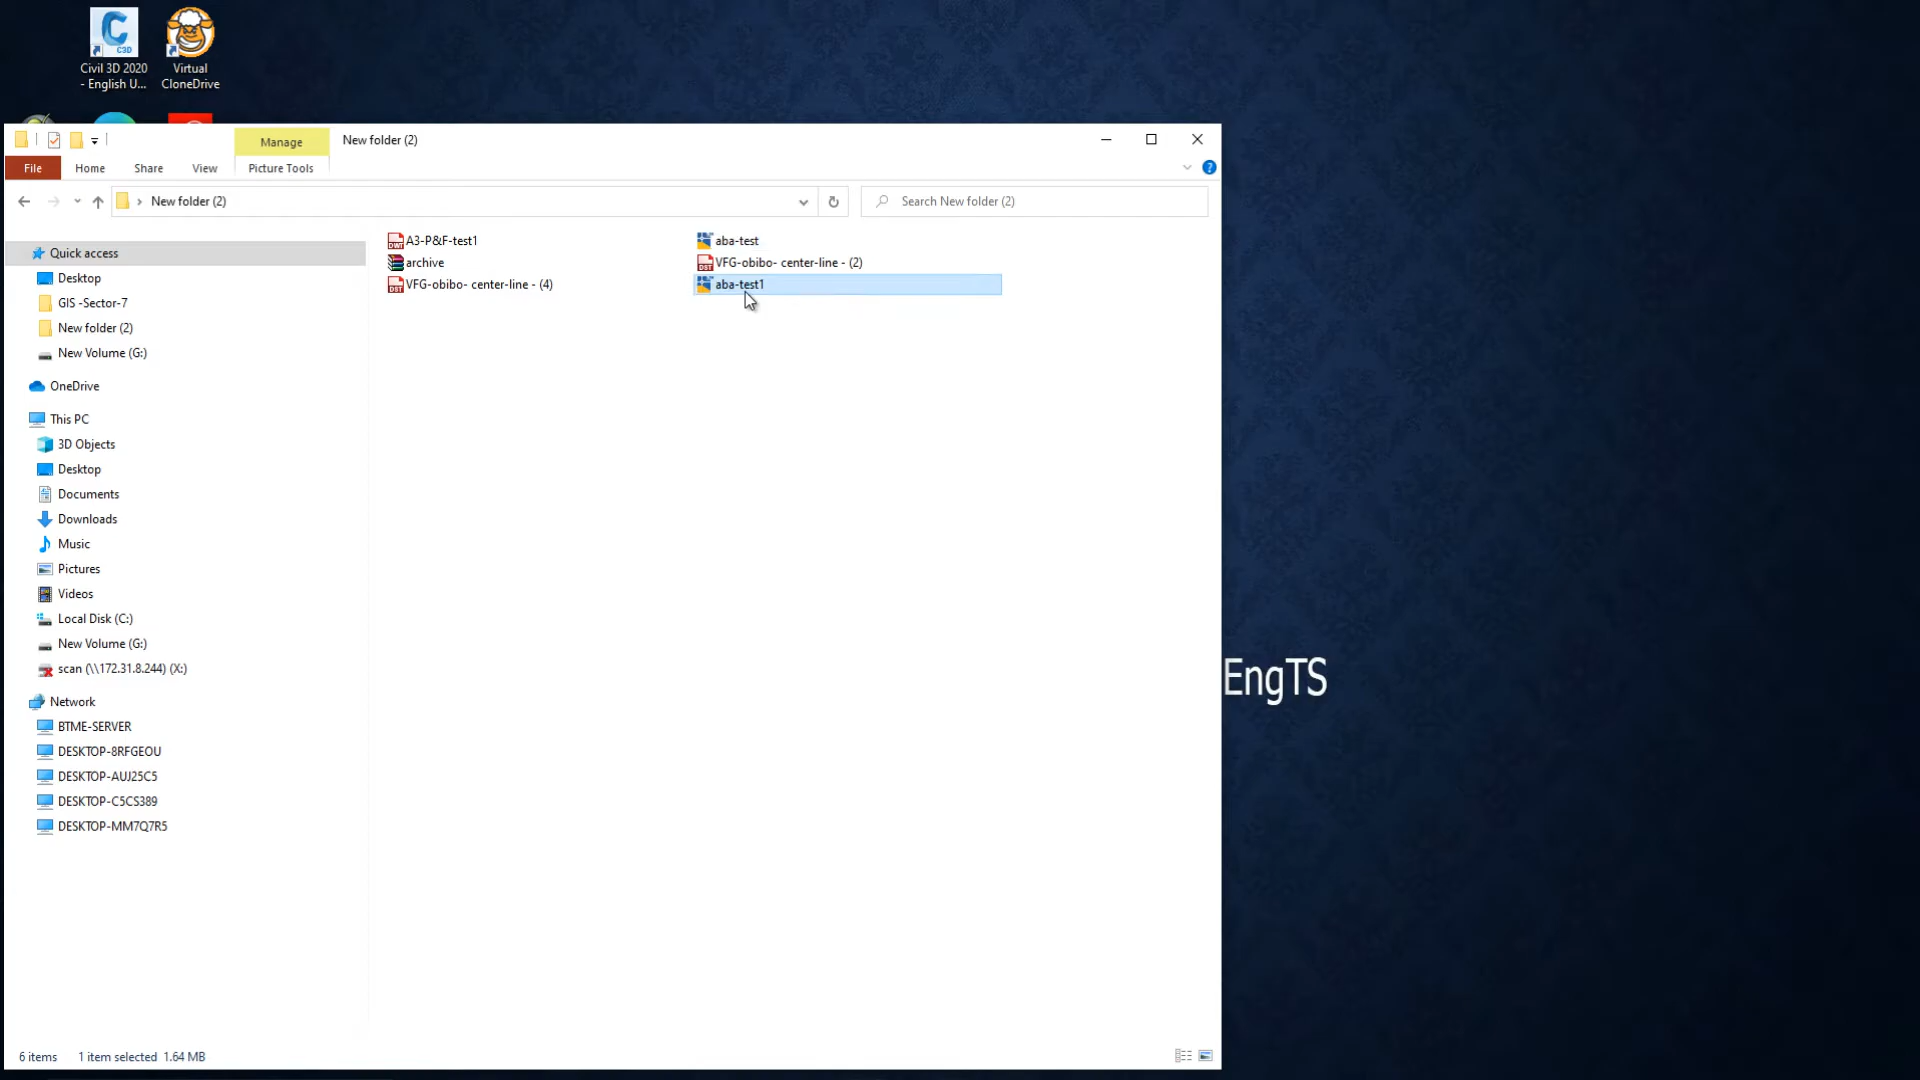 C3D
Civil 3D 2020
- English U...
Virtual
CloneDrive
Manage
New folder (2)
File
Home
Share
View
Picture Tools
New folder (2)
Search New folder (2)
Quick access
Desktop
GIS -Sector-7
New folder (2)
New Volume (G:)
OneDrive
This PC
3D Objects
Desktop
Documents
Downloads
Music
Pictures
Videos
Local Disk (C:)
New Volume (G:)
scan (\\172.31.8.244) (X:)
Network
BTME-SERVER
DESKTOP-8RFGEOU
DESKTOP-AUJ25C5
DESKTOP-C5CS389
DESKTOP-MM7Q7R5
A3-P&F-test1
archive
VFG-obibo- center-line - (4)
aba-test
VFG-obibo- center-line - (2)
aba-test1
EngTS
6 items 1 item selected 1.64 MB